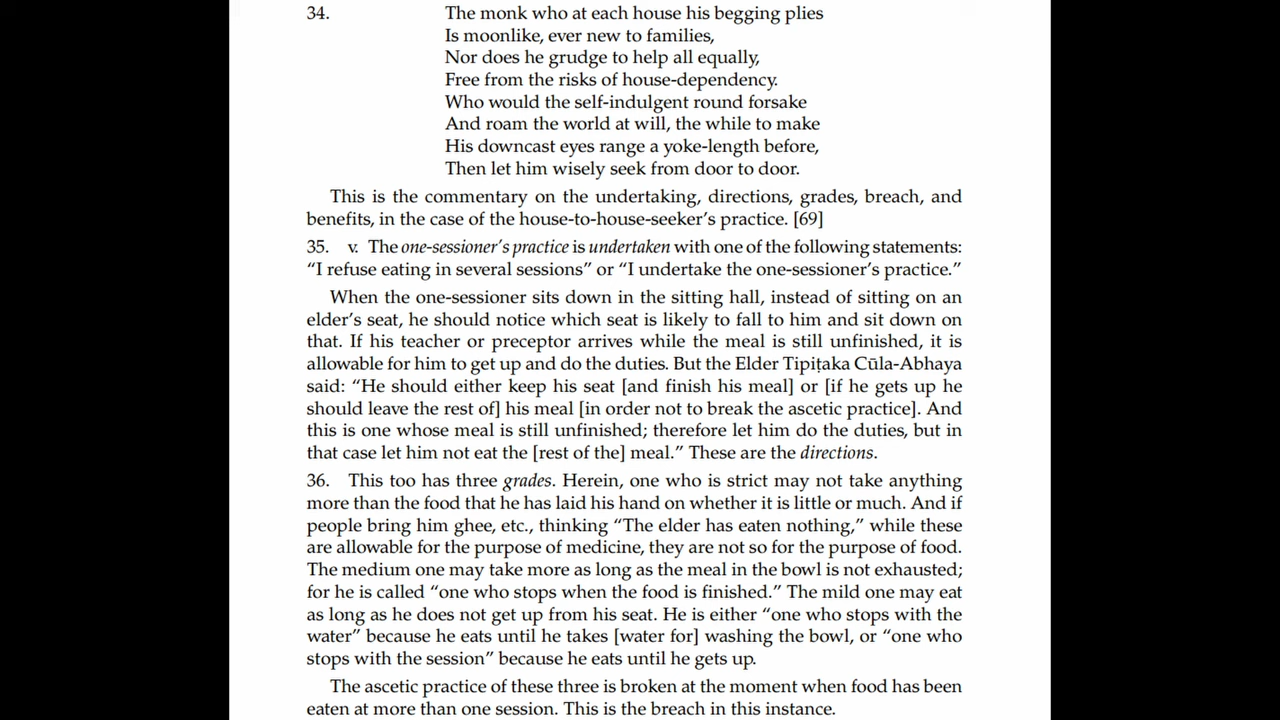 34. The monk who at each house his begging plies
Is moonlike, ever new to families,
Nor does he grudge to help all equally,
Free from the risks of house-dependency.
Who would the self-indulgent round forsake
And roam the world at will, the while to make
His downcast eyes range a yoke-length before,
Then let him wisely seek from door to door.
This is the commentary on the undertaking, directions, grades, breach, and
benefits, in the case of the house-to-house-seeker’s practice. [69]
35. v. The one-sessioner’s practice is undertaken with one of the following statements:
“I refuse eating in several sessions” or “I undertake the one-sessioner’s practice.”
When the one-sessioner sits down in the sitting hall, instead of sitting on an
elder’s seat, he should notice which seat is likely to fall to him and sit down on
that. If his teacher or preceptor arrives while the meal is still unfinished, it is
allowable for him to get up and do the duties. But the Elder Tipiṭaka Cūla-Abhaya
said: “He should either keep his seat [and finish his meal] or [if he gets up he
should leave the rest of] his meal [in order not to break the ascetic practice]. And
this is one whose meal is still unfinished; therefore let him do the duties, but in
that case let him not eat the [rest of the] meal.” These are the directions.
36. This too has three grades. Herein, one who is strict may not take anything
more than the food that he has laid his hand on whether it is little or much. And if
people bring him ghee, etc., thinking “The elder has eaten nothing,” while these
are allowable for the purpose of medicine, they are not so for the purpose of food.
The medium one may take more as long as the meal in the bowl is not exhausted;
for he is called “one who stops when the food is finished.” The mild one may eat
as long as he does not get up from his seat. He is either “one who stops with the
water” because he eats until he takes [water for] washing the bowl, or “one who
stops with the session” because he eats until he gets up.
The ascetic practice of these three is broken at the moment when food has been
eaten at more than one session. This is the breach in this instance.